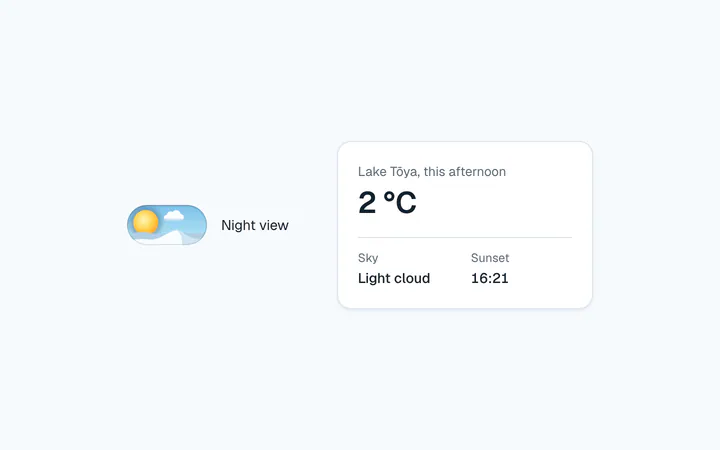 Night view
Lake Tōya, this afternoon
2 °C
Sky
Light cloud
Sunset
16:21